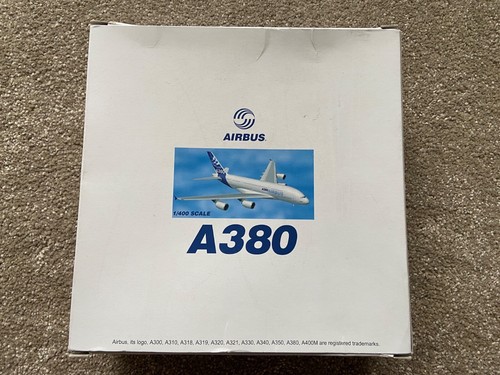 AIRBUS
1/400 SCALE
A380
Airbus, its logo, A300, A310, A318, A319, A320, A321, A330, A340, A350, A380, A400M are registered trademarks.